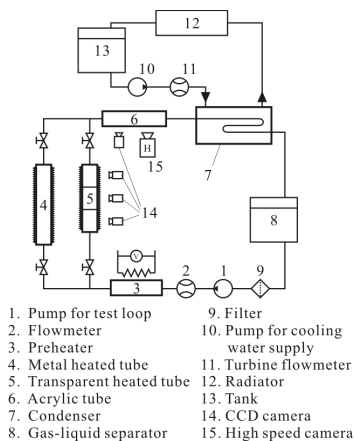 12
13
10
11
6
H
15
7
14
4
5
8
V
2
1
9
3
1. Pump for test loop
2. Flowmeter
3. Preheater
4. Metal heated tube
5. Transparent heated tube
6. Acrylic tube
7. Condenser
8. Gas-liquid separator
9. Filter
10. Pump for cooling
water supply
11. Turbine flowmeter
12. Radiator
13. Tank
14. CCD camera
15. High speed camera